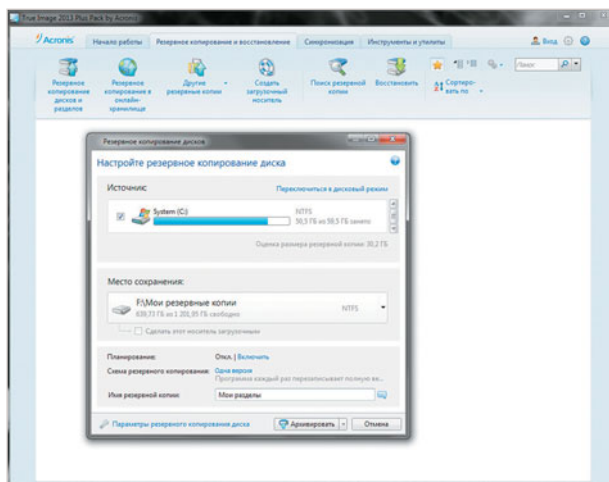 True Image 2013 Plus Pack by Acronis
Acronis
Начало работы
Резервное копирование и восстановление
Синхронизация
Инструменты и утилиты
Вход
Резервное копирование дисков и разделов
Резервное копирование в онлайн-хранилище
Другие резервные копии
Создать загрузочный носитель
Поиск резервной копии
Восстановить
Сортировать по
Поиск
Резервное копирование дисков
Настройте резервное копирование диска
Источник:
Переключиться в дисковый режим
System (C:)
NTFS
50,5 ГБ из 59,5 ГБ занято
Оценка размера резервной копии: 30,2 ГБ
Место сохранения:
F:\Мои резервные копии
NTFS
639,73 ГБ из 1 201,95 ГБ свободно
Сделать этот носитель загрузочным
Планирование:
Откл. | Включить
Схема резервного копирования:
Одна версия
Программа каждый раз перезаписывает полную ве...
Имя резервной копии:
Мои разделы
Параметры резервного копирования диска
Архивировать
Отмена